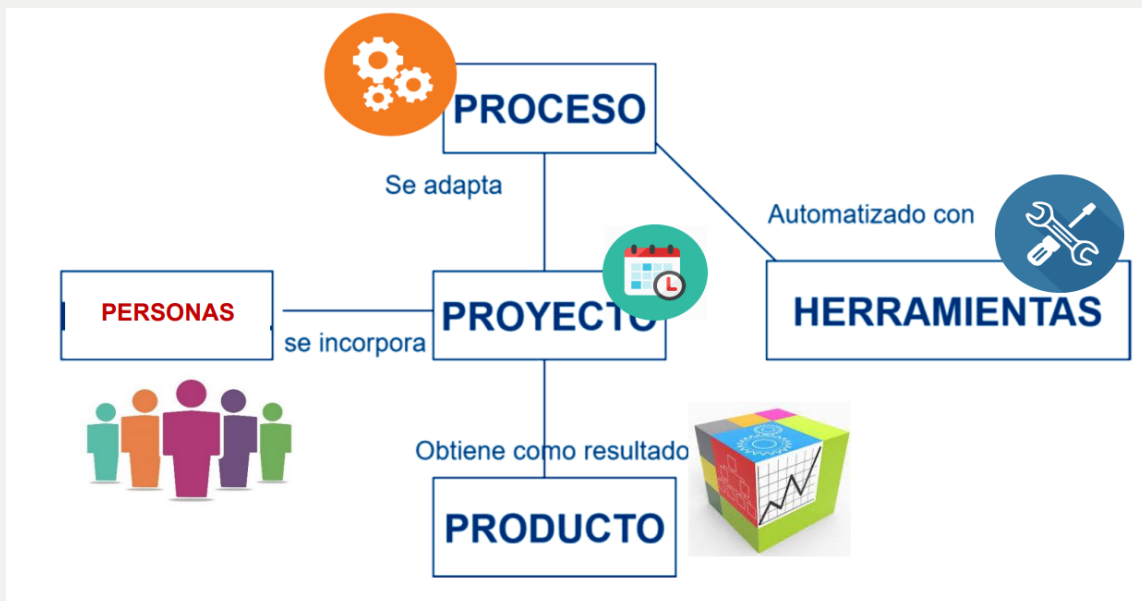 PROCESO
Se adapta
Automatizado con
PERSONAS
se incorpora
PROYECTO
HERRAMIENTAS
Obtiene como resultado
PRODUCTO